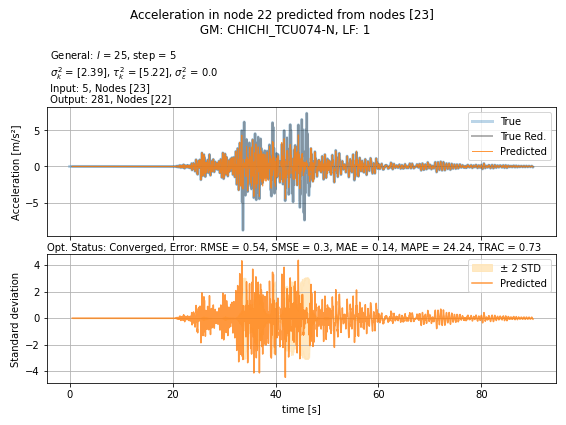 Acceleration in node 22 predicted from nodes [23]
GM: CHICHI_TCU074-N, LF: 1
General: l = 25, step = 5
σ²ₖ = [2.39], τ²ₖ = [5.22], σ²ε = 0.0
Input: 5, Nodes [23]
Output: 281, Nodes [22]
Acceleration [m/s²]
5
0
−5
True
True Red.
Predicted
Opt. Status: Converged, Error: RMSE = 0.54, SMSE = 0.3, MAE = 0.14, MAPE = 24.24, TRAC = 0.73
Standard deviation
4
2
0
−2
−4
± 2 STD
Predicted
0 20 40 60 80
time [s]